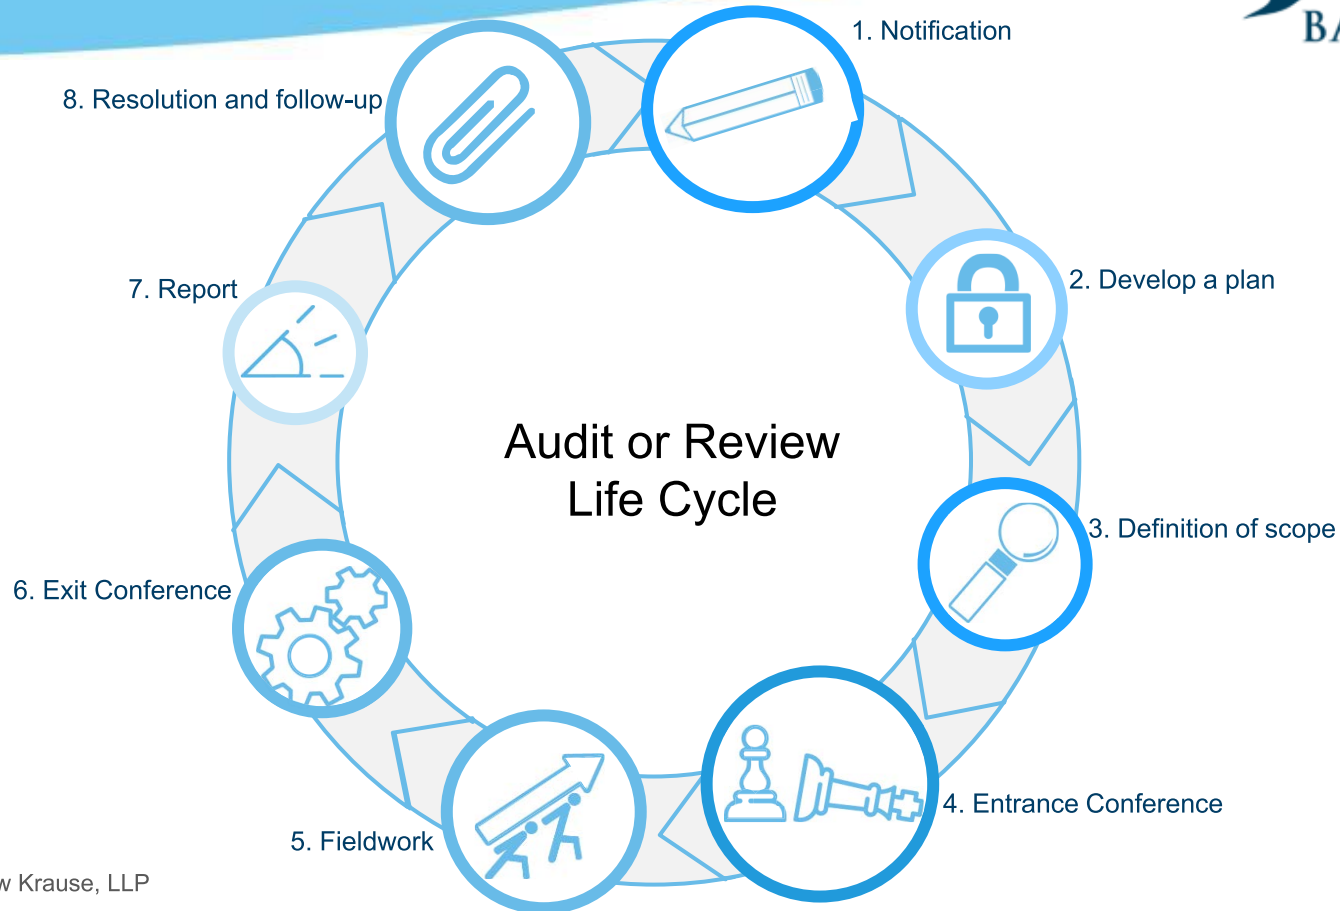 BA
1. Notification
8. Resolution and follow-up
2. Develop a plan
7. Report
Audit or Review
Life Cycle
3. Definition of scope
6. Exit Conference
4. Entrance Conference
5. Fieldwork
w Krause, LLP